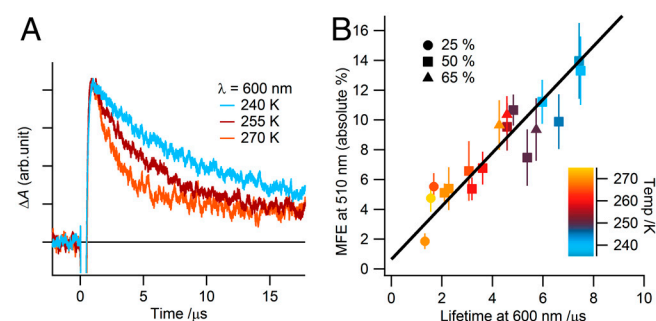 A
λ = 600 nm
240 K
255 K
270 K
ΔA (arb.unit)
0
5
10
15
Time /μs
B
25 %
50 %
65 %
MFE at 510 nm (absolute %)
16
14
12
10
8
6
4
2
0
270
260
250
240
Temp /K
0
2
4
6
8
Lifetime at 600 nm /μs